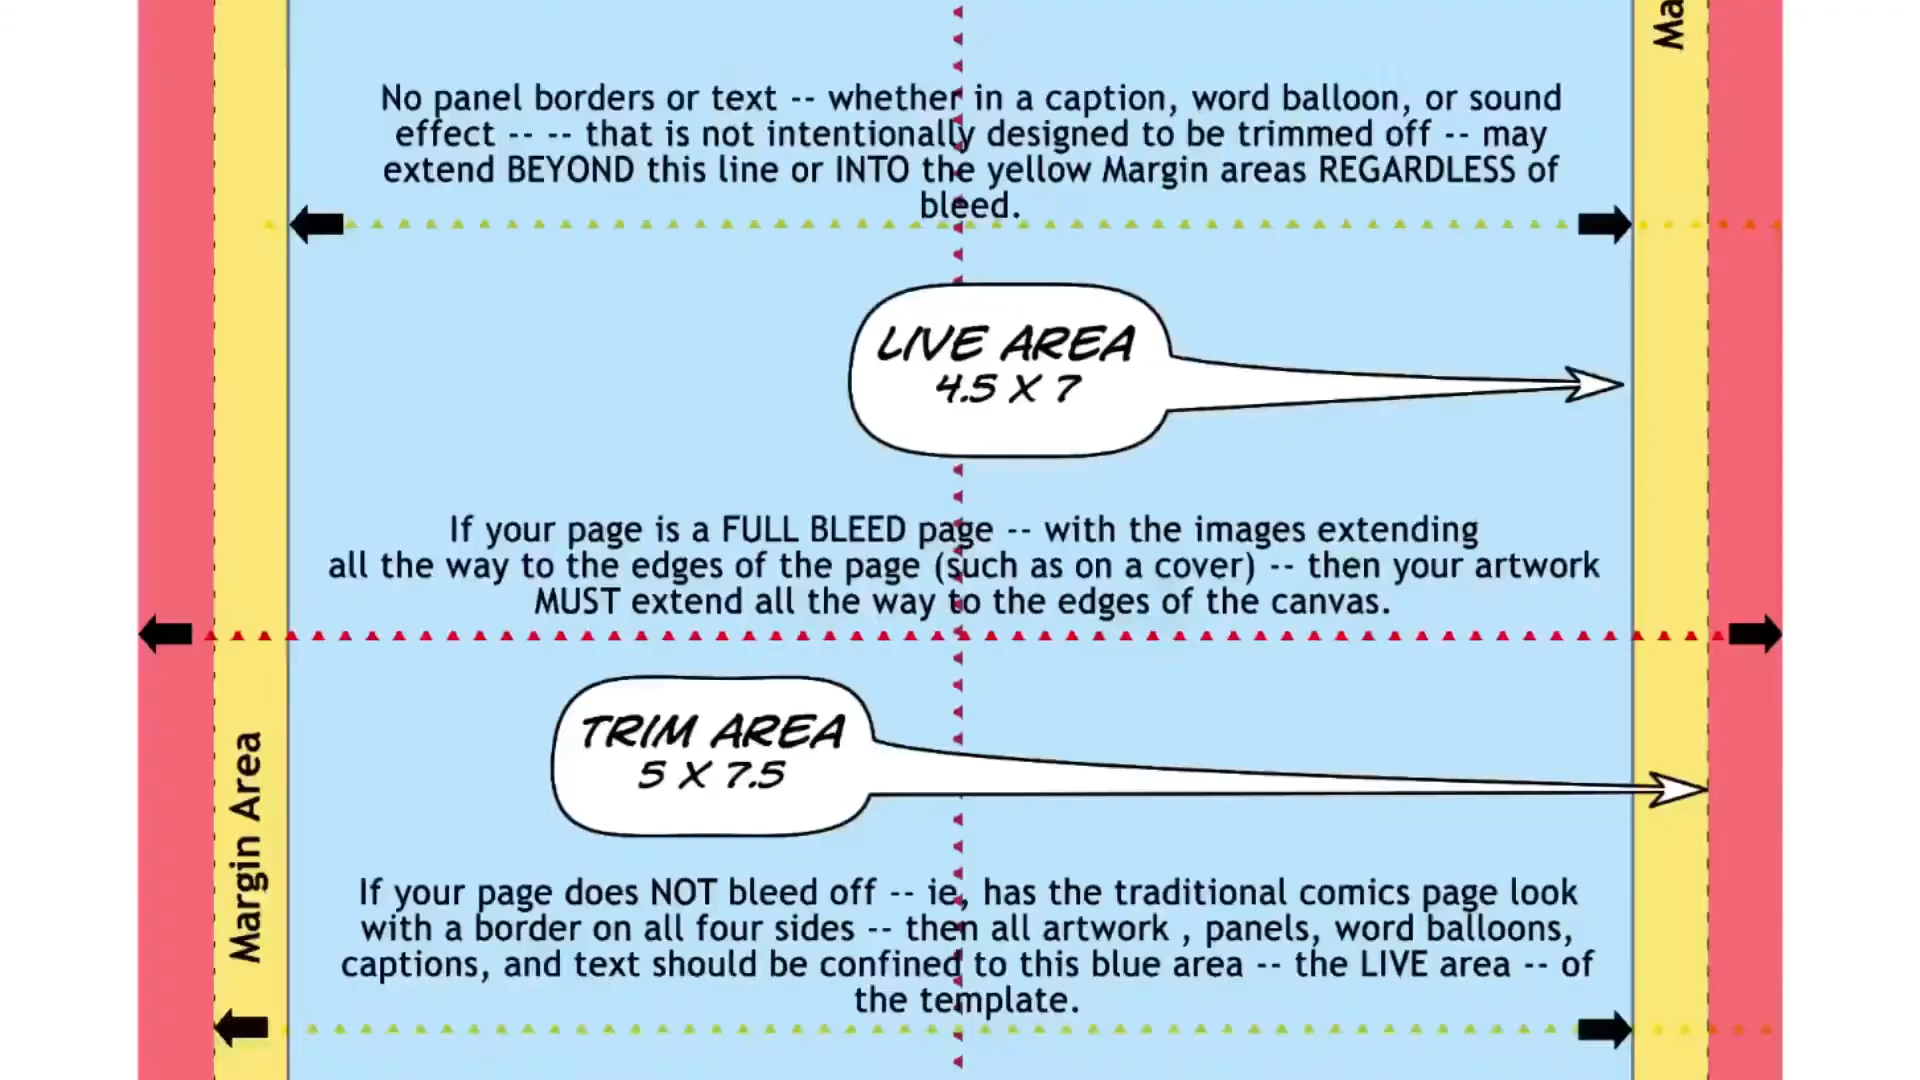 Ma
No panel borders or text -- whether in a caption, word balloon, or sound
effect -- -- that is not intentionally designed to be trimmed off -- may
extend BEYOND this line or INTO the yellow Margin areas REGARDLESS of
bleed.
LIVE AREA
4.5 X 7
If your page is a FULL BLEED page -- with the images extending
all the way to the edges of the page (such as on a cover) -- then your artwork
MUST extend all the way to the edges of the canvas.
TRIM AREA
5 X 7.5
Margin Area
If your page does NOT bleed off -- ie, has the traditional comics page look
with a border on all four sides -- then all artwork , panels, word balloons,
captions, and text should be confined to this blue area -- the LIVE area -- of
the template.